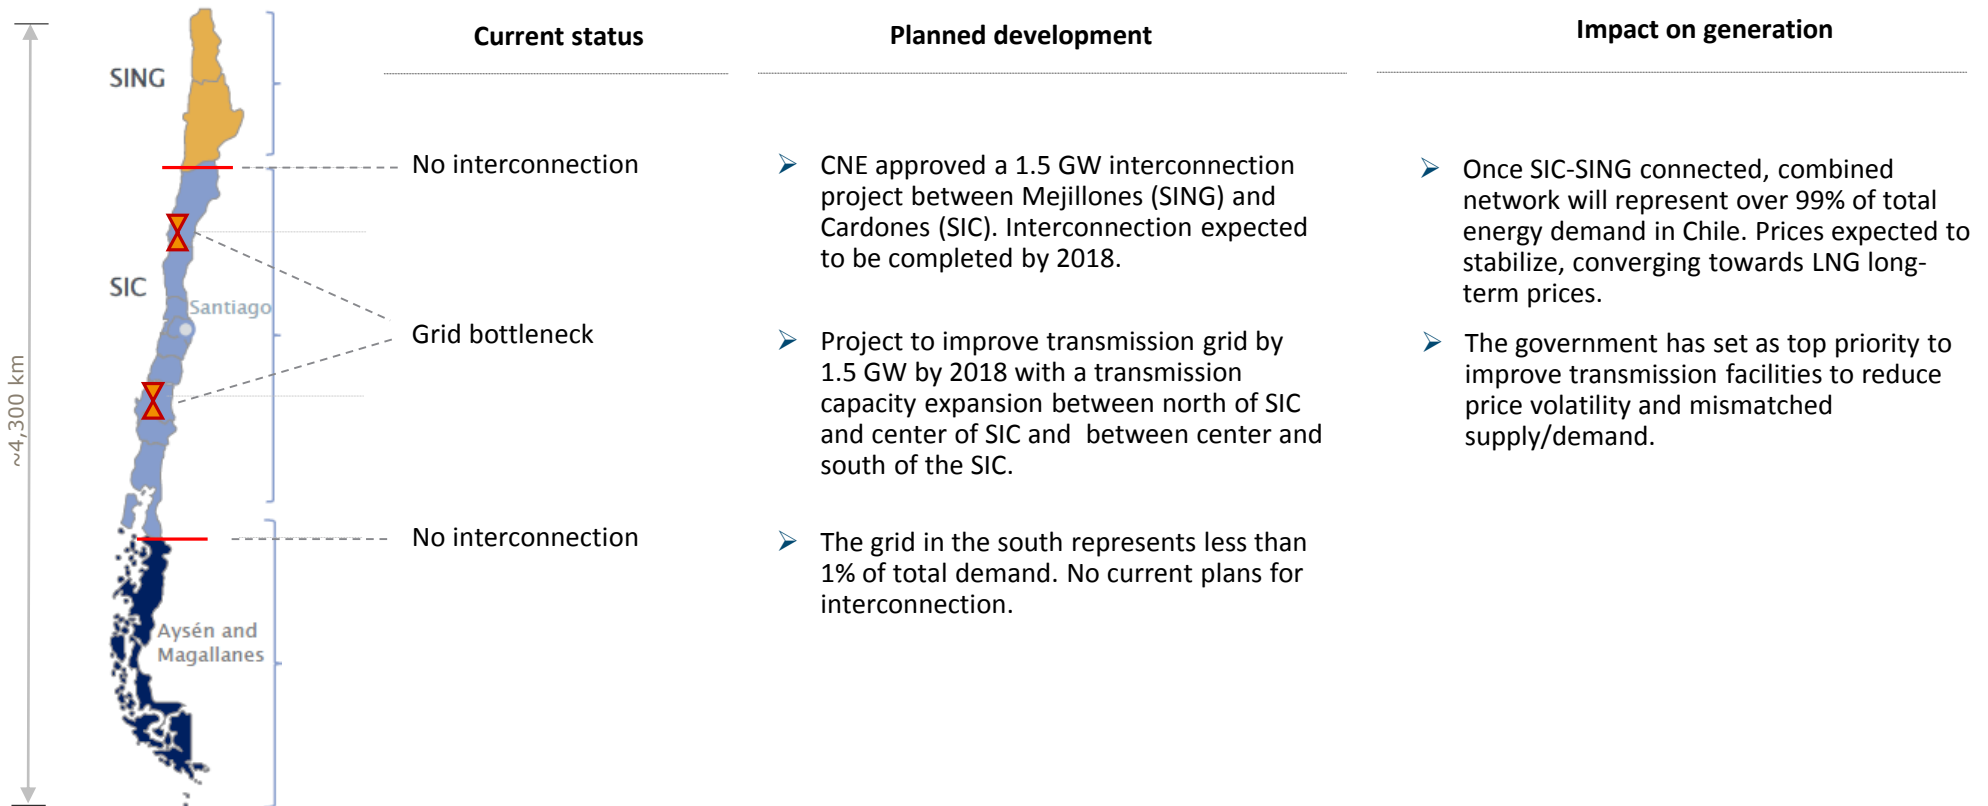 Current status
Planned development
Impact on generation
~4,300 km
SING
SIC
Santiago
Aysén and
Magallanes
No interconnection
Grid bottleneck
No interconnection
➢ CNE approved a 1.5 GW interconnection
project between Mejillones (SING) and
Cardones (SIC). Interconnection expected
to be completed by 2018.
➢ Project to improve transmission grid by
1.5 GW by 2018 with a transmission
capacity expansion between north of SIC
and center of SIC and  between center and
south of the SIC.
➢ The grid in the south represents less than
1% of total demand. No current plans for
interconnection.
➢ Once SIC-SING connected, combined
network will represent over 99% of total
energy demand in Chile. Prices expected to
stabilize, converging towards LNG long-
term prices.
➢ The government has set as top priority to
improve transmission facilities to reduce
price volatility and mismatched
supply/demand.